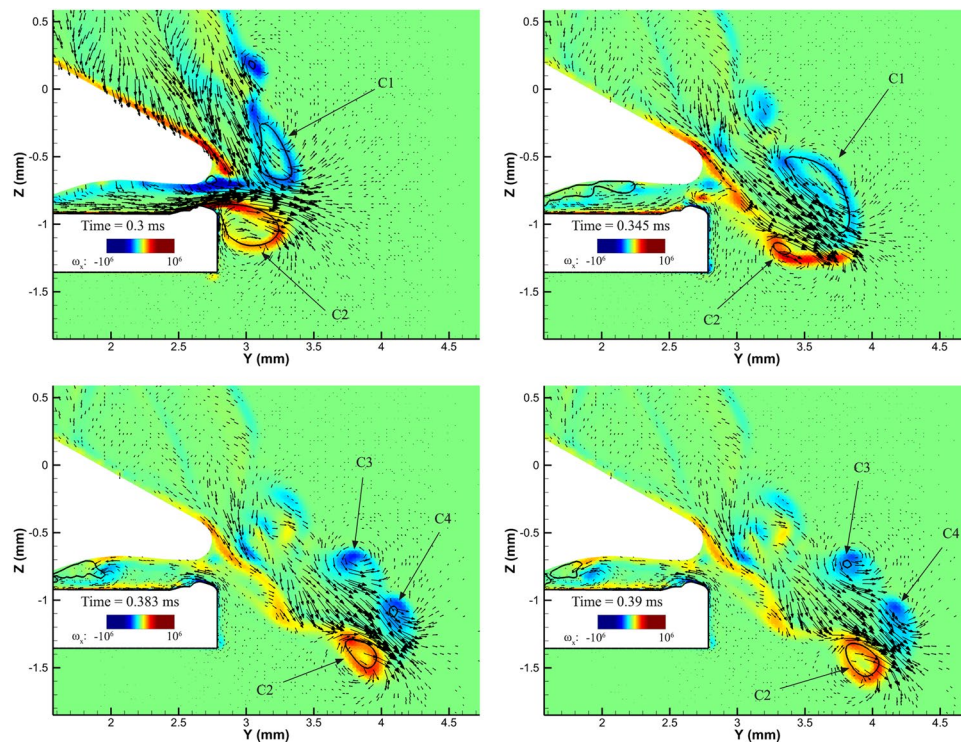 0.5
C1
0
Z (mm)
-0.5
-1
Time = 0.3 ms
ωx: -10⁶ 10⁶
-1.5
C2
2 2.5 3 3.5 4 4.5
Y (mm)
0.5
C1
0
Z (mm)
-0.5
-1
Time = 0.345 ms
ωx: -10⁶ 10⁶
-1.5
C2
2 2.5 3 3.5 4 4.5
Y (mm)
0.5
C3
0
C4
Z (mm)
-0.5
-1
Time = 0.383 ms
ωx: -10⁶ 10⁶
-1.5
C2
2 2.5 3 3.5 4 4.5
Y (mm)
0.5
C3
0
C4
Z (mm)
-0.5
-1
Time = 0.39 ms
ωx: -10⁶ 10⁶
-1.5
C2
2 2.5 3 3.5 4 4.5
Y (mm)